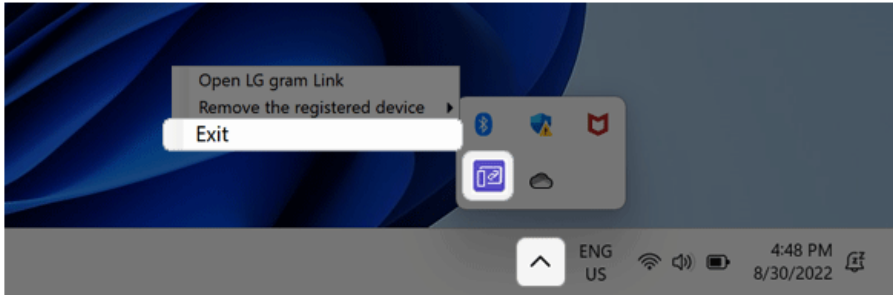 Open LG gram Link
Remove the registered device
Exit
ENG
US
4:48 PM
8/30/2022